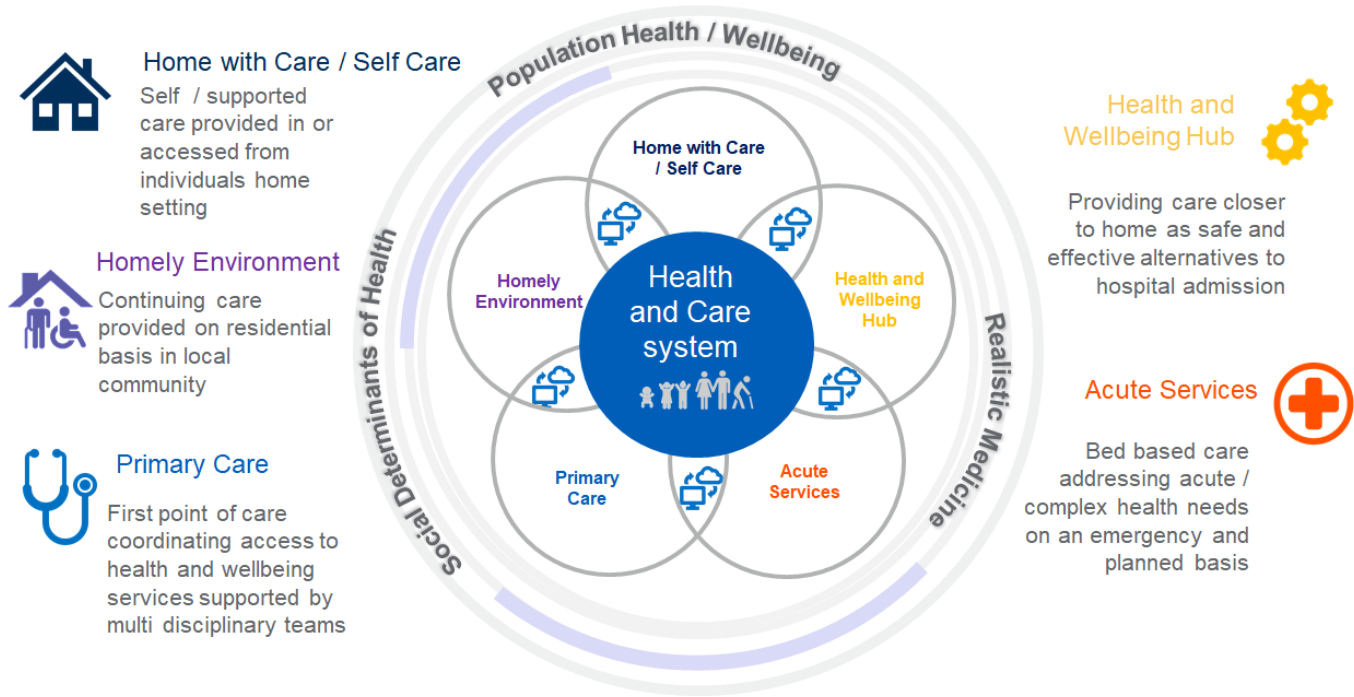 Home with Care / Self Care
Self / supported
care provided in or
accessed from
individuals home
setting
Homely Environment
Continuing care
provided on residential
basis in local
community
Primary Care
First point of care
coordinating access to
health and wellbeing
services supported by
multi disciplinary teams
Population Health / Wellbeing
Social Determinants of Health
Realistic Medicine
Home with Care
/ Self Care
Homely
Environment
Health and
Wellbeing
Hub
Health
and Care
system
Primary
Care
Acute
Services
Health and
Wellbeing Hub
Providing care closer
to home as safe and
effective alternatives to
hospital admission
Acute Services
Bed based care
addressing acute /
complex health needs
on an emergency and
planned basis